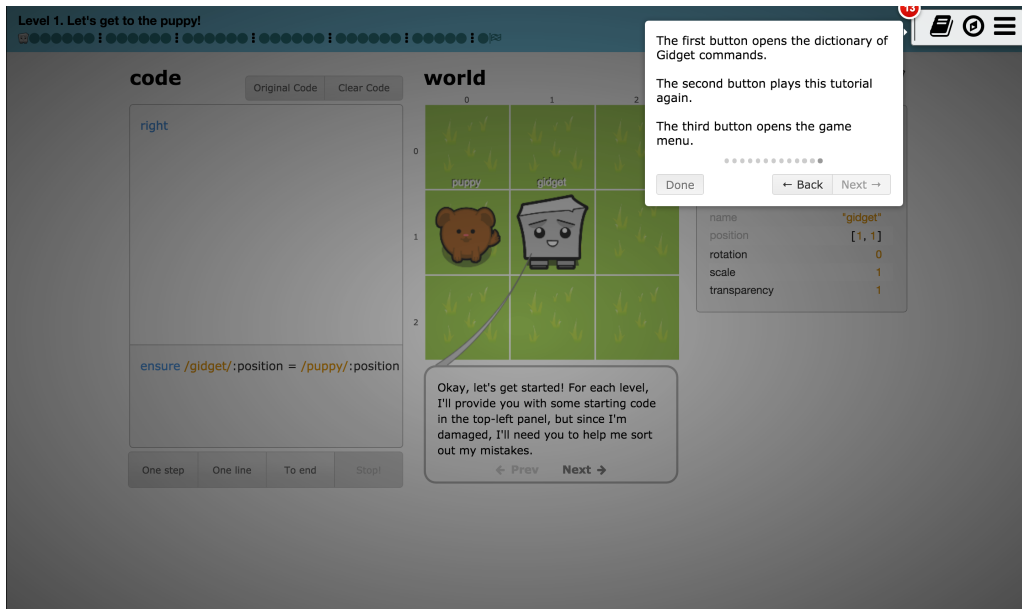 Level 1. Let's get to the puppy!
13
The first button opens the dictionary of
Gidget commands.
The second button plays this tutorial
again.
The third button opens the game
menu.
Done
← Back
Next →
code
Original Code
Clear Code
right
ensure /gidget/:position = /puppy/:position
One step
One line
To end
Stop!
world
0
1
2
0
puppy
gidget
1
2
Okay, let's get started! For each level,
I'll provide you with some starting code
in the top-left panel, but since I'm
damaged, I'll need you to help me sort
out my mistakes.
← Prev
Next →
name "gidget"
position [1, 1]
rotation 0
scale 1
transparency 1